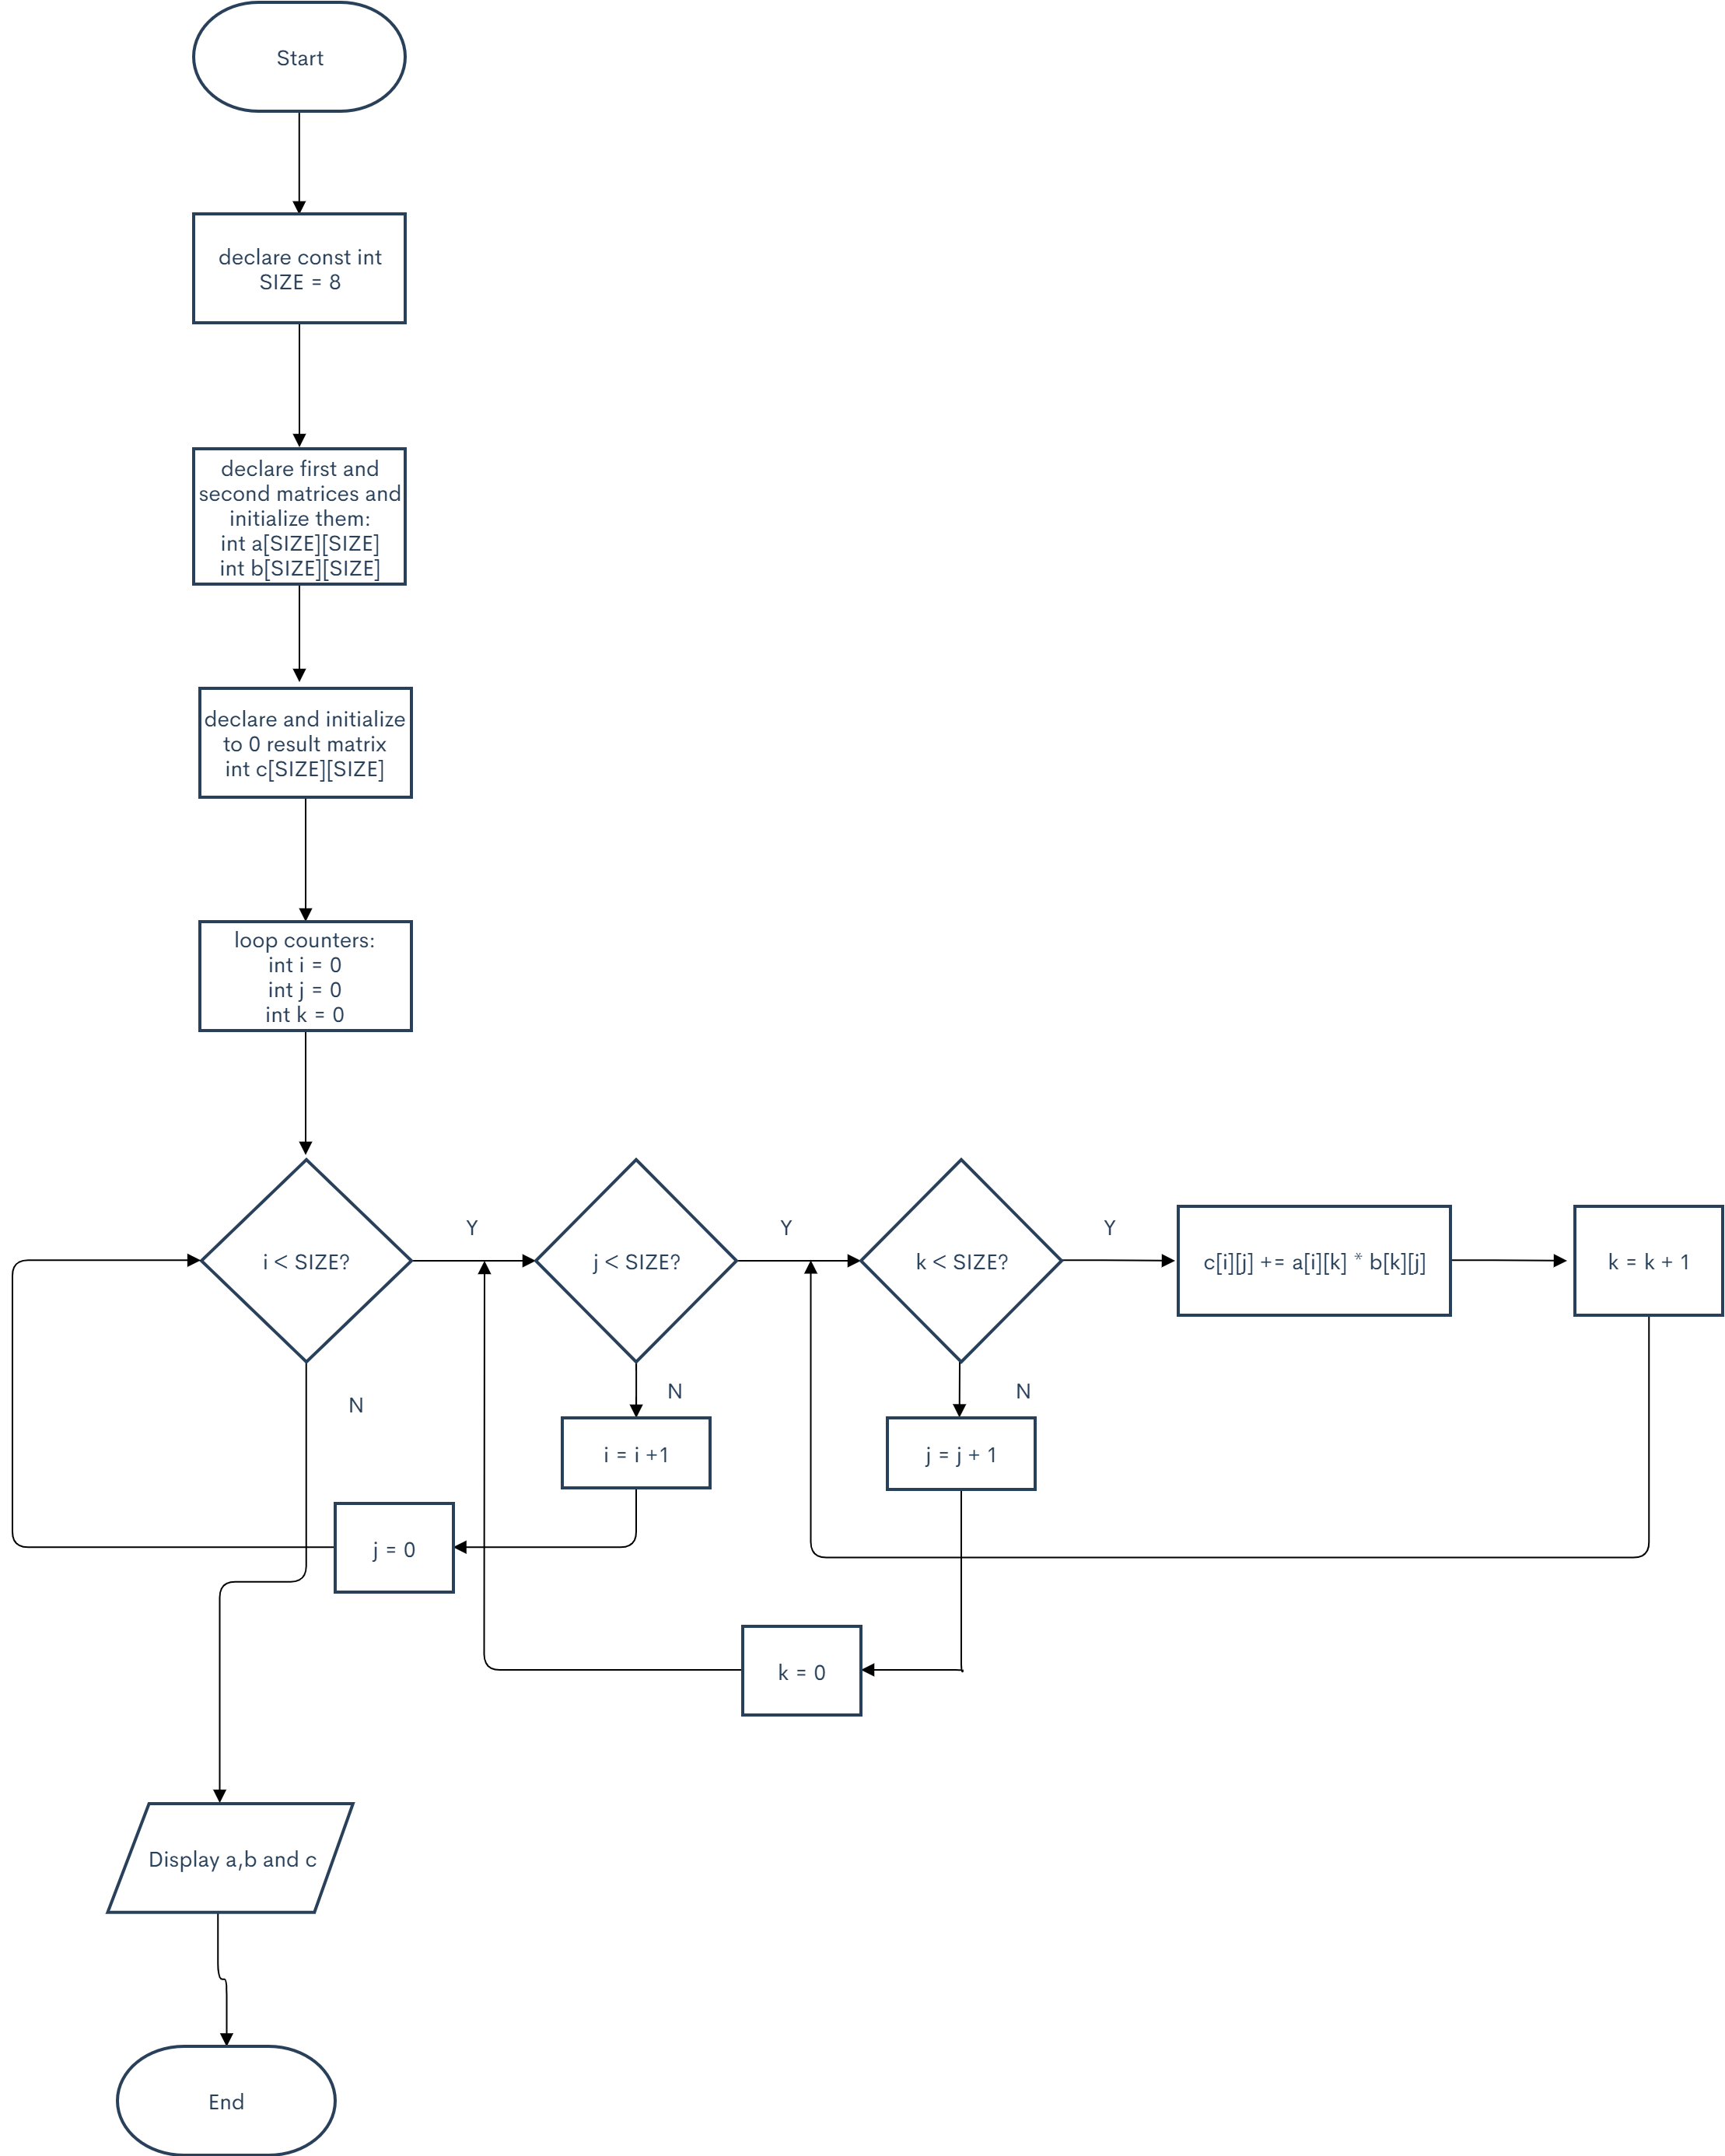 Start
declare const int
SIZE = 8
declare first and
second matrices and
initialize them:
int a[SIZE][SIZE]
int b[SIZE][SIZE]
declare and initialize
to 0 result matrix
int c[SIZE][SIZE]
loop counters:
int i = 0
int j = 0
int k = 0
i < SIZE?
Y
j < SIZE?
Y
k < SIZE?
Y
c[i][j] += a[i][k] * b[k][j]
k = k + 1
N
N
N
i = i +1
j = j + 1
j = 0
k = 0
Display a,b and c
End